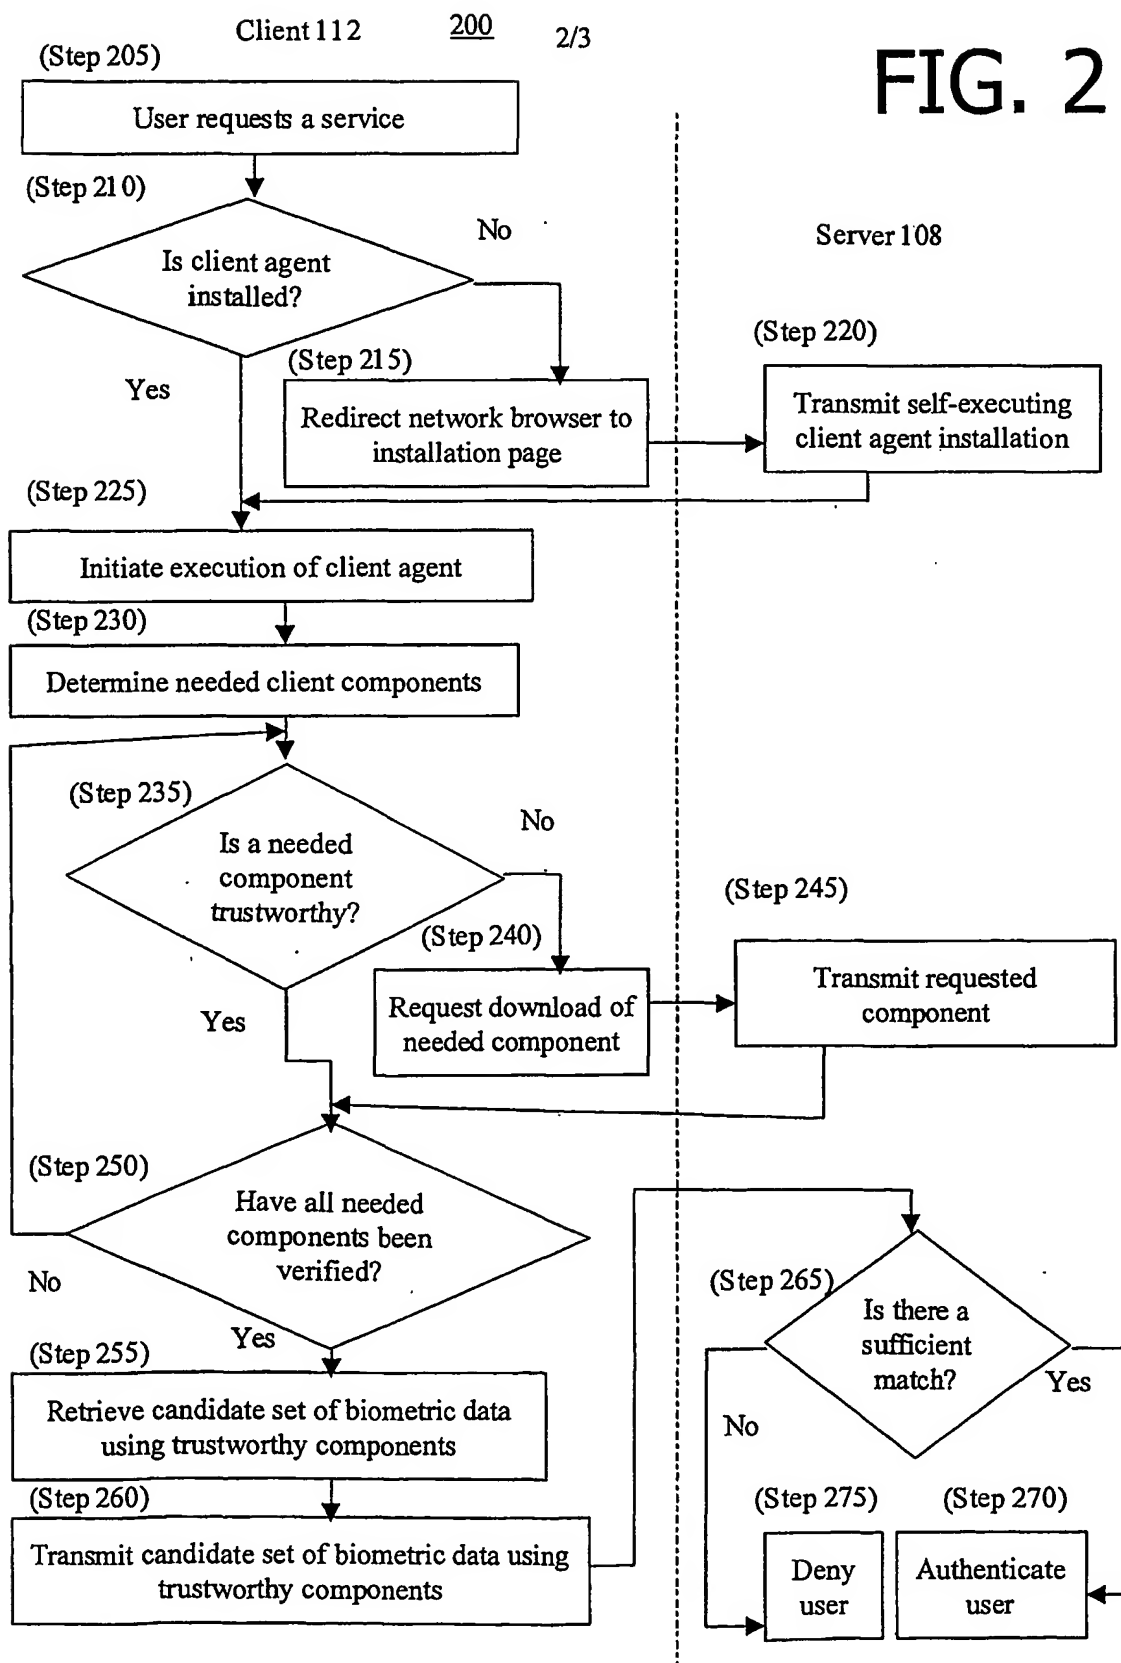 Client 112
200
2/3
FIG. 2
(Step 205)
User requests a service
(Step 210)
No
Is client agent
installed?
Server 108
Yes
(Step 215)
Redirect network browser to
installation page
(Step 220)
Transmit self-executing
client agent installation
(Step 225)
Initiate execution of client agent
(Step 230)
Determine needed client components
(Step 235)
No
Is a needed
component
trustworthy?
(Step 240)
Request download of
needed component
(Step 245)
Transmit requested
component
Yes
(Step 250)
Have all needed
components been
verified?
No
Yes
(Step 255)
Retrieve candidate set of biometric data
using trustworthy components
(Step 260)
Transmit candidate set of biometric data using
trustworthy components
(Step 265)
Is there a
sufficient
match?
Yes
No
(Step 275)
Deny
user
(Step 270)
Authenticate
user